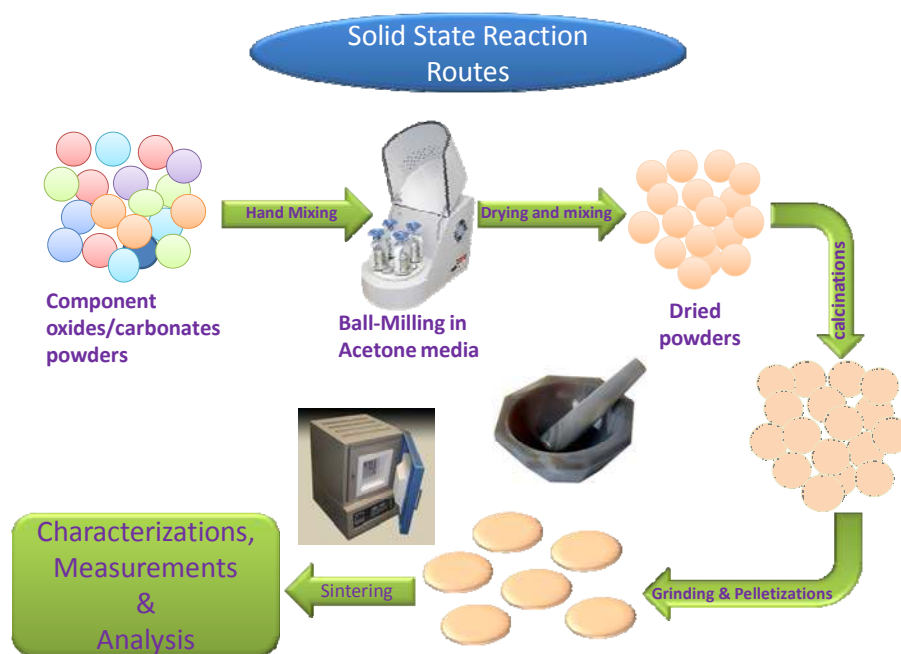 Solid State Reaction
Routes
Hand Mixing
Drying and mixing
calcinations
Component
oxides/carbonates
powders
Ball-Milling in
Acetone media
Dried
powders
Characterizations,
Measurements
&
Analysis
Sintering
Grinding & Pelletizations